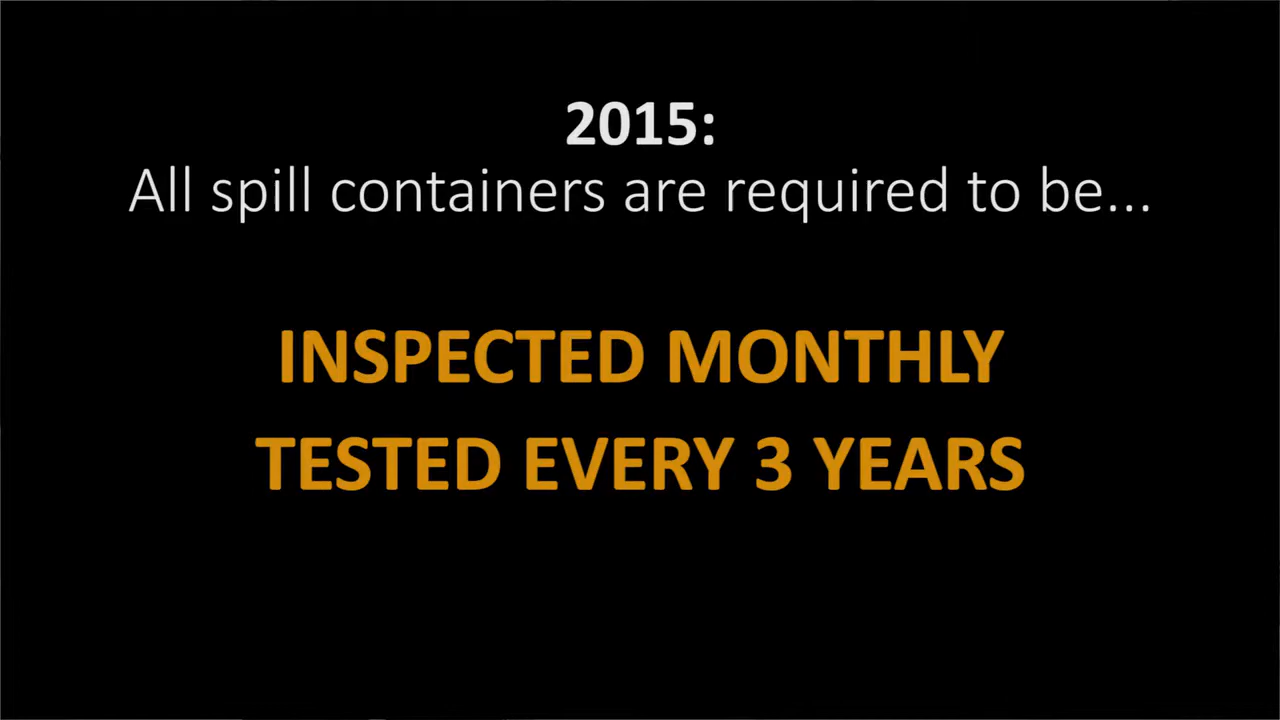 2015:
All spill containers are required to be...
INSPECTED MONTHLY
TESTED EVERY 3 YEARS